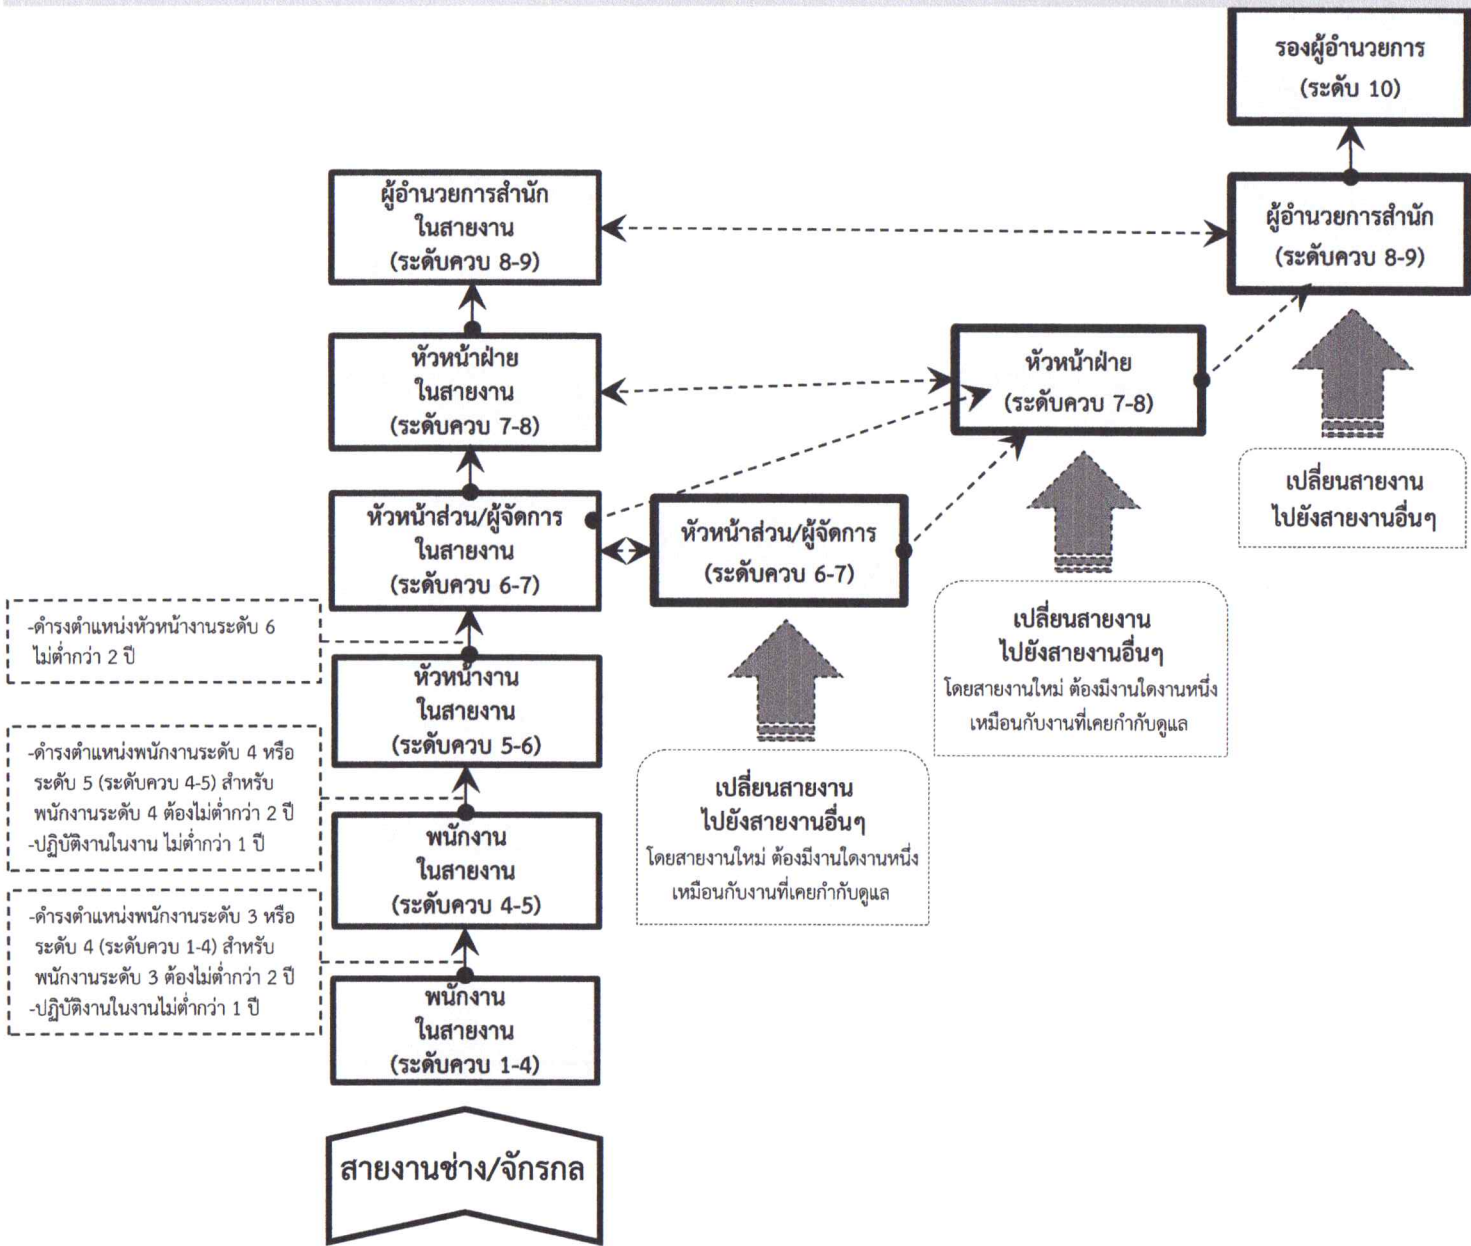 รองผู้อำนวยการ
(ระดับ 10)
ผู้อำนวยการสำนัก
ในสายงาน
(ระดับควบ 8-9)
ผู้อำนวยการสำนัก
(ระดับควบ 8-9)
หัวหน้าฝ่าย
ในสายงาน
(ระดับควบ 7-8)
หัวหน้าฝ่าย
(ระดับควบ 7-8)
เปลี่ยนสายงาน
ไปยังสายงานอื่นๆ
หัวหน้าส่วน/ผู้จัดการ
ในสายงาน
(ระดับควบ 6-7)
หัวหน้าส่วน/ผู้จัดการ
(ระดับควบ 6-7)
เปลี่ยนสายงาน
ไปยังสายงานอื่นๆ
โดยสายงานใหม่ ต้องมีงานใดงานหนึ่ง
เหมือนกับงานที่เคยกำกับดูแล
-ดำรงตำแหน่งหัวหน้างานระดับ 6
ไม่ต่ำกว่า 2 ปี
หัวหน้างาน
ในสายงาน
(ระดับควบ 5-6)
เปลี่ยนสายงาน
ไปยังสายงานอื่นๆ
โดยสายงานใหม่ ต้องมีงานใดงานหนึ่ง
เหมือนกับงานที่เคยกำกับดูแล
-ดำรงตำแหน่งพนักงานระดับ 4 หรือ
ระดับ 5 (ระดับควบ 4-5) สำหรับ
พนักงานระดับ 4 ต้องไม่ต่ำกว่า 2 ปี
-ปฏิบัติงานในงาน ไม่ต่ำกว่า 1 ปี
พนักงาน
ในสายงาน
(ระดับควบ 4-5)
-ดำรงตำแหน่งพนักงานระดับ 3 หรือ
ระดับ 4 (ระดับควบ 1-4) สำหรับ
พนักงานระดับ 3 ต้องไม่ต่ำกว่า 2 ปี
-ปฏิบัติงานในงานไม่ต่ำกว่า 1 ปี
พนักงาน
ในสายงาน
(ระดับควบ 1-4)
สายงานช่าง/จักรกล